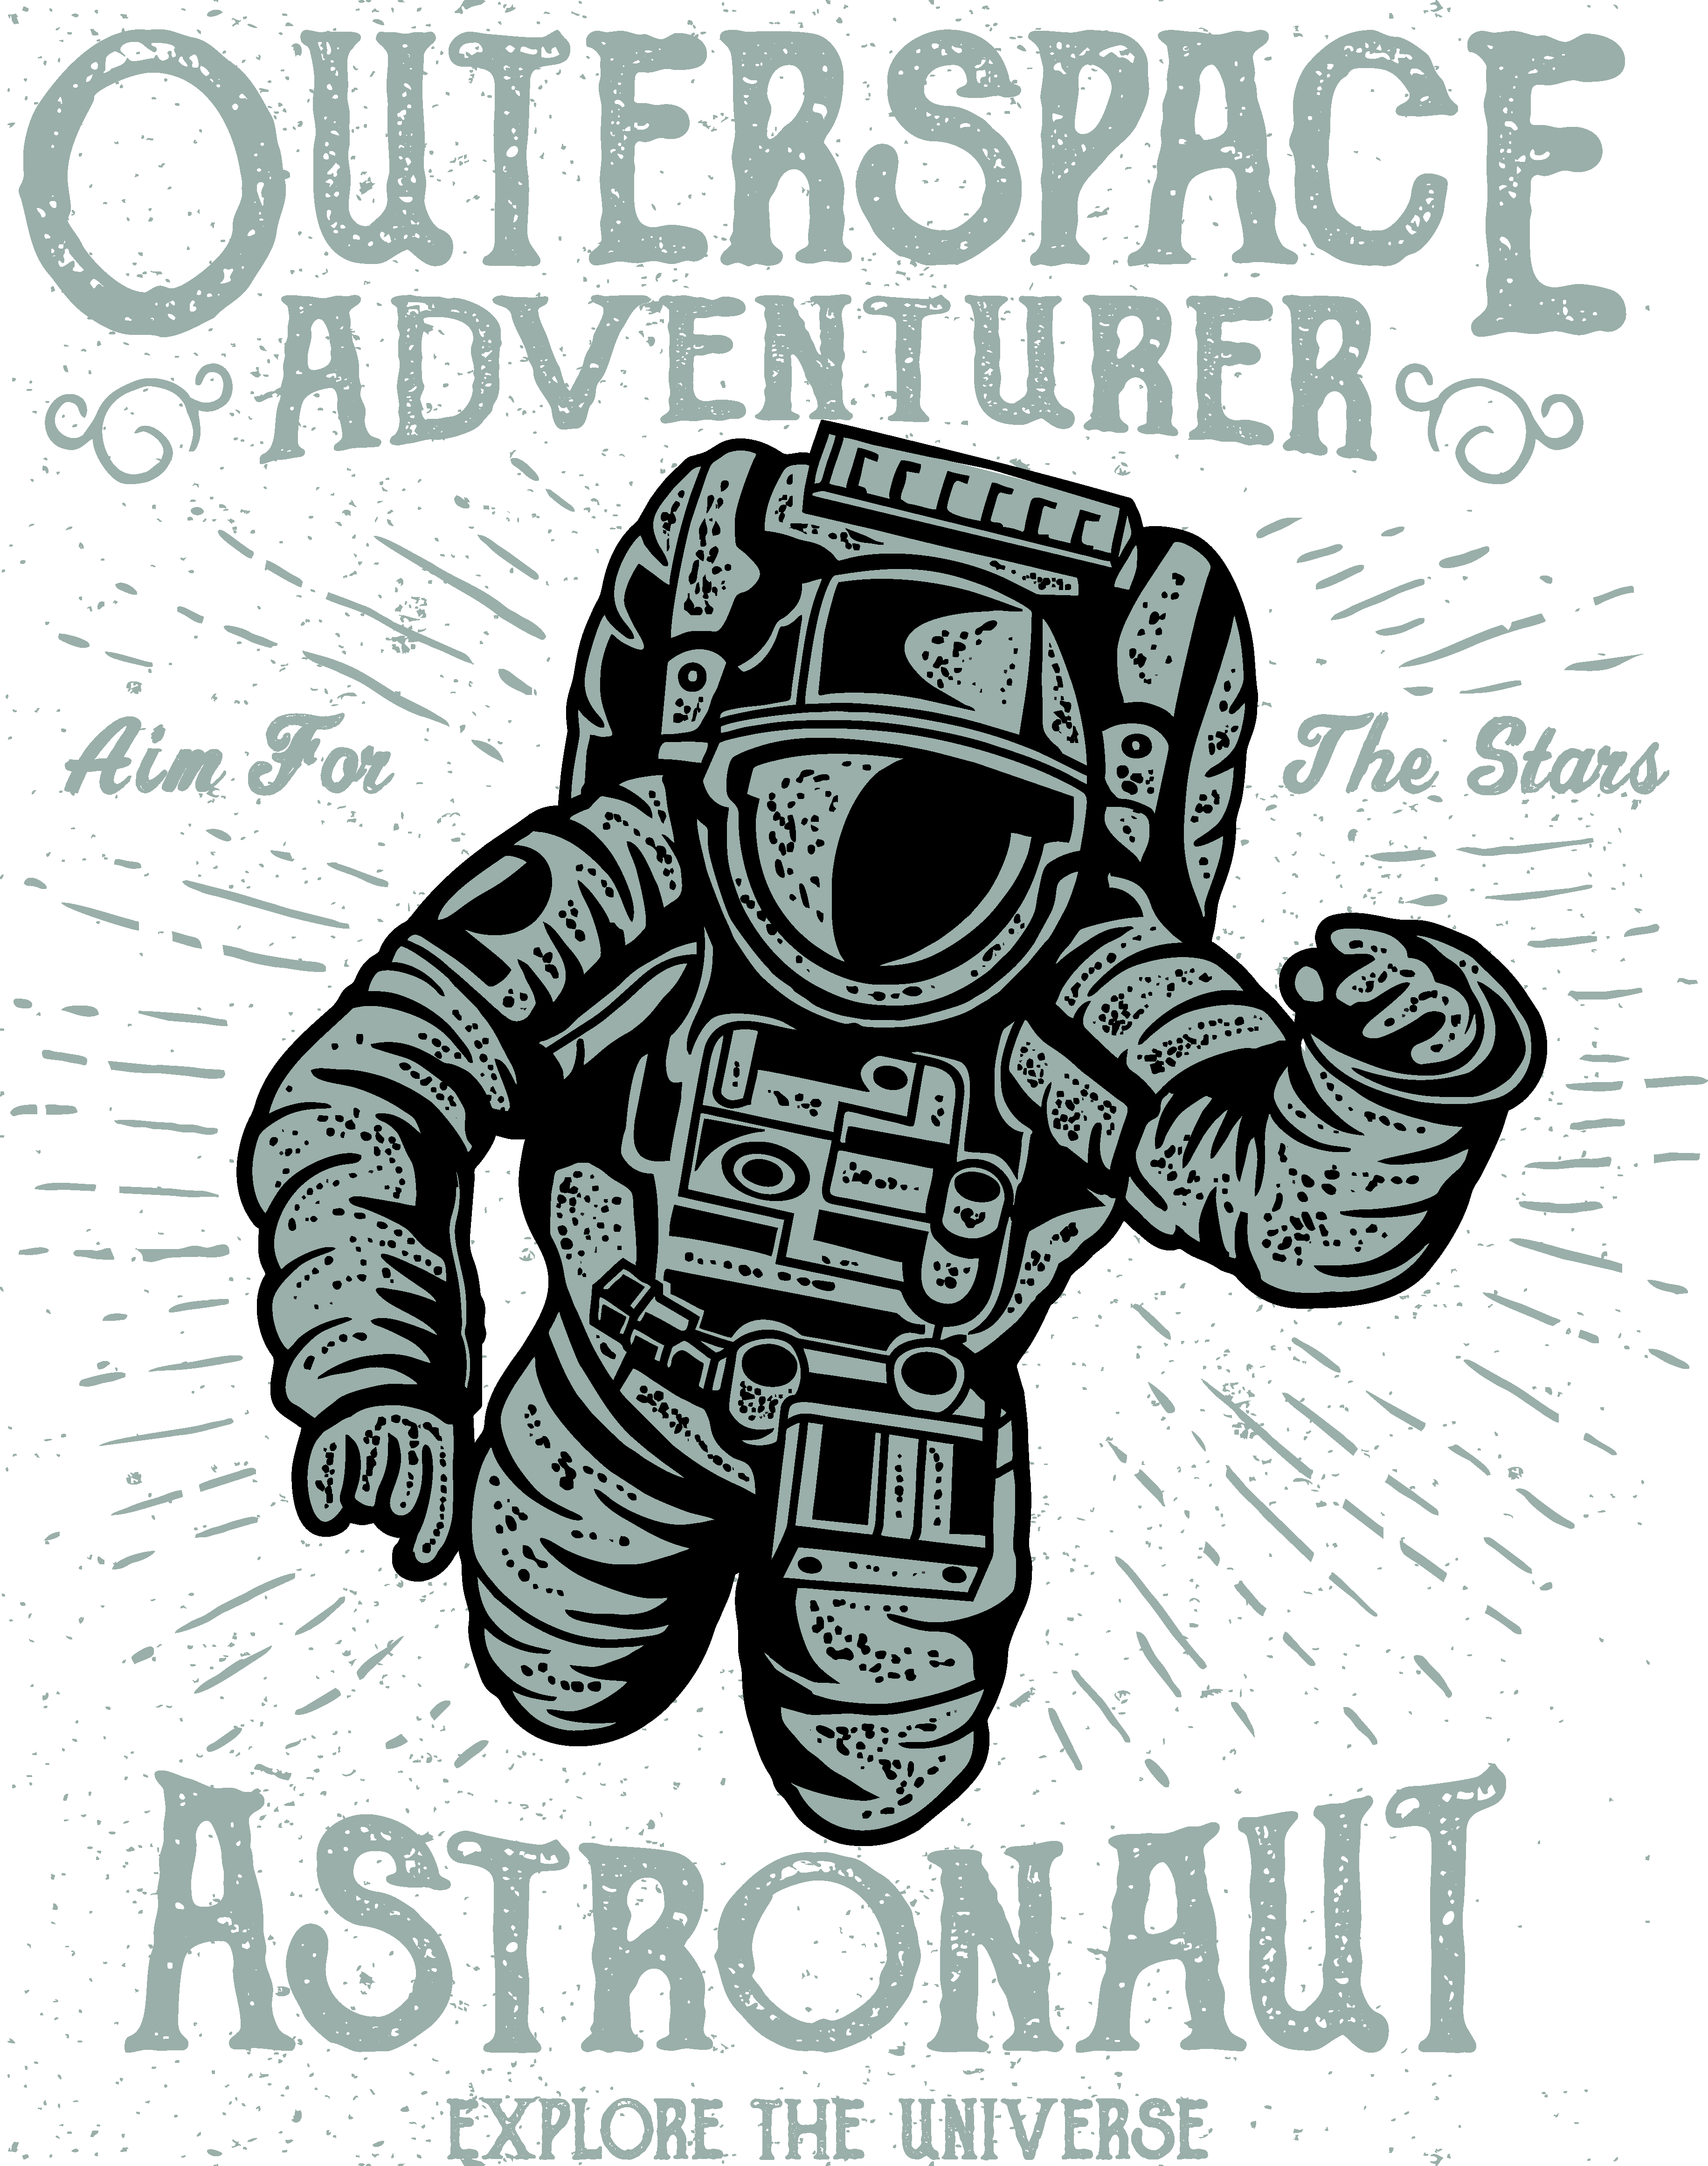 OUTERSPACE
ADVENTURER
Aim For The Stars
ASTRONAUT
EXPLORE THE UNIVERSE